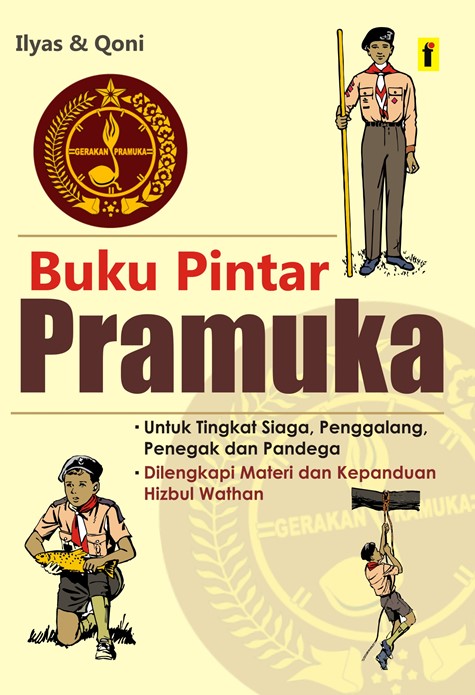 Ilyas & Qoni
f
GERAKAN PRAMUKA
Buku Pintar
Pramuka
· Untuk Tingkat Siaga, Penggalang,
Penegak dan Pandega
· Dilengkapi Materi dan Kepanduan
Hizbul Wathan
GERAKAN PRAMUKA